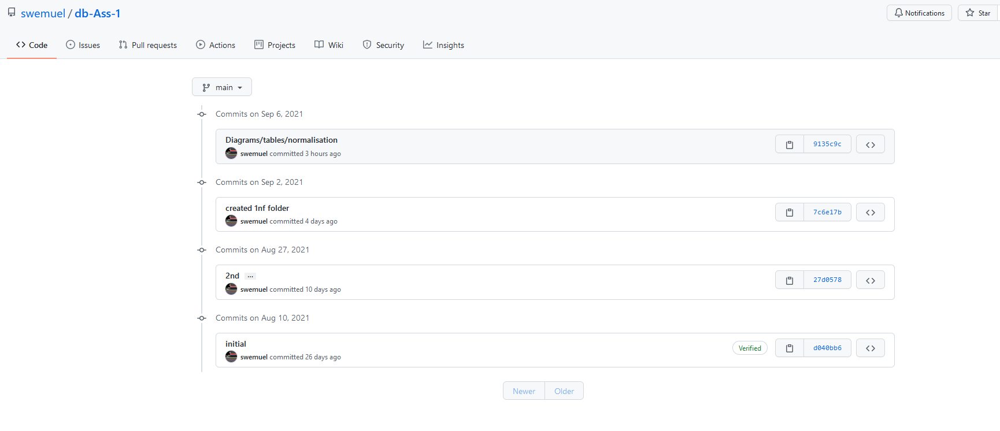 swemuel / db-Ass-1
Notifications
Star
Code
Issues
Pull requests
Actions
Projects
Wiki
Security
Insights
main
Commits on Sep 6, 2021
Diagrams/tables/normalisation
swemuel committed 3 hours ago
9135c9c
Commits on Sep 2, 2021
created 1nf folder
swemuel committed 4 days ago
7c6e17b
Commits on Aug 27, 2021
2nd ...
swemuel committed 10 days ago
27d0578
Commits on Aug 10, 2021
initial
swemuel committed 26 days ago
Verified
d040bb6
Newer
Older